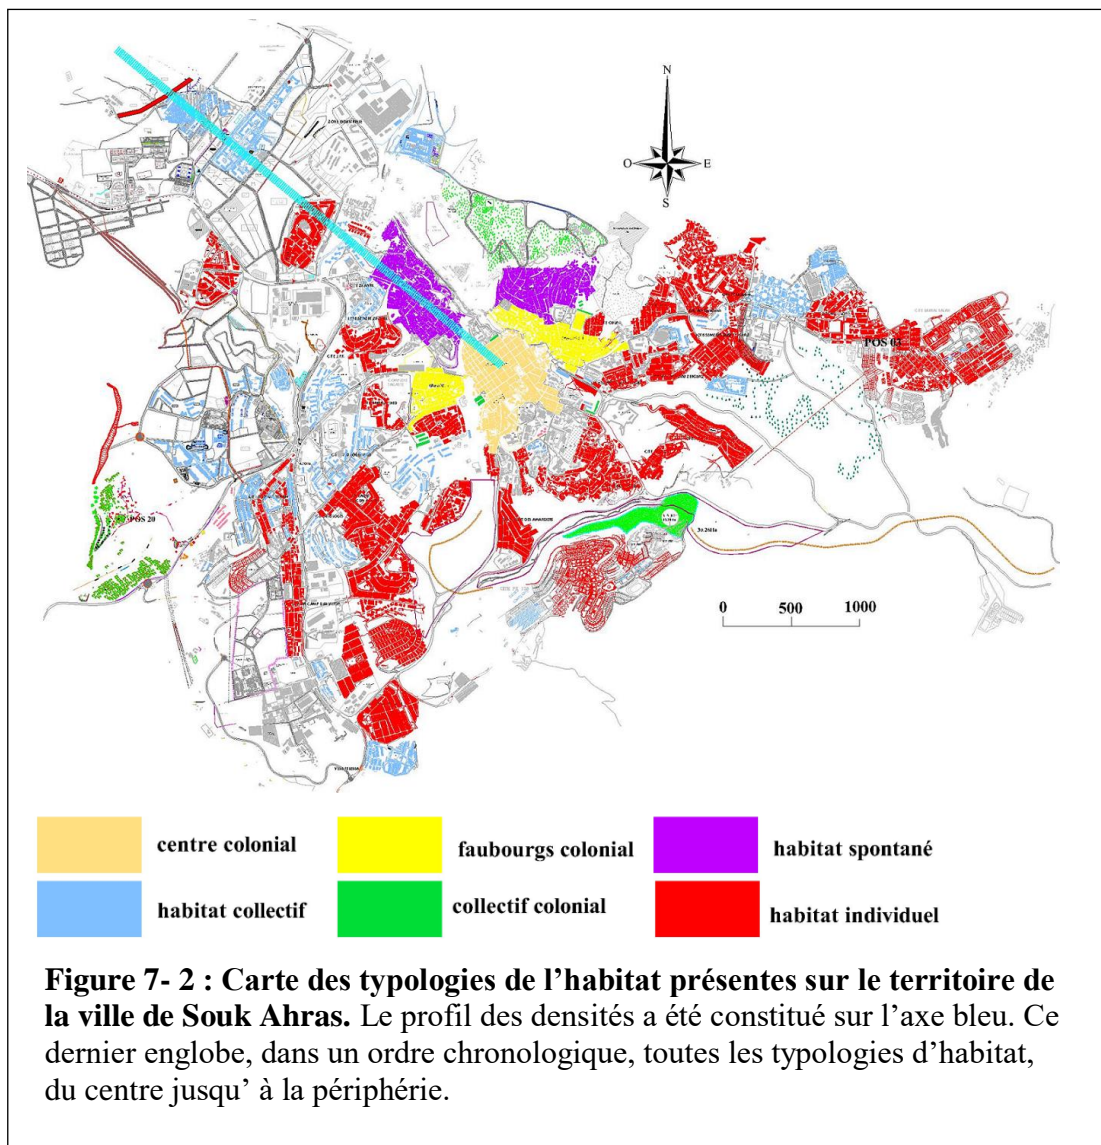 N
O
E
S
POS 03
POS 20
0 500 1000
centre colonial
faubourgs colonial
habitat spontané
habitat collectif
collectif colonial
habitat individuel
Figure 7- 2 : Carte des typologies de l’habitat présentes sur le territoire de
la ville de Souk Ahras. Le profil des densités a été constitué sur l’axe bleu. Ce
dernier englobe, dans un ordre chronologique, toutes les typologies d’habitat,
du centre jusqu’ à la périphérie.